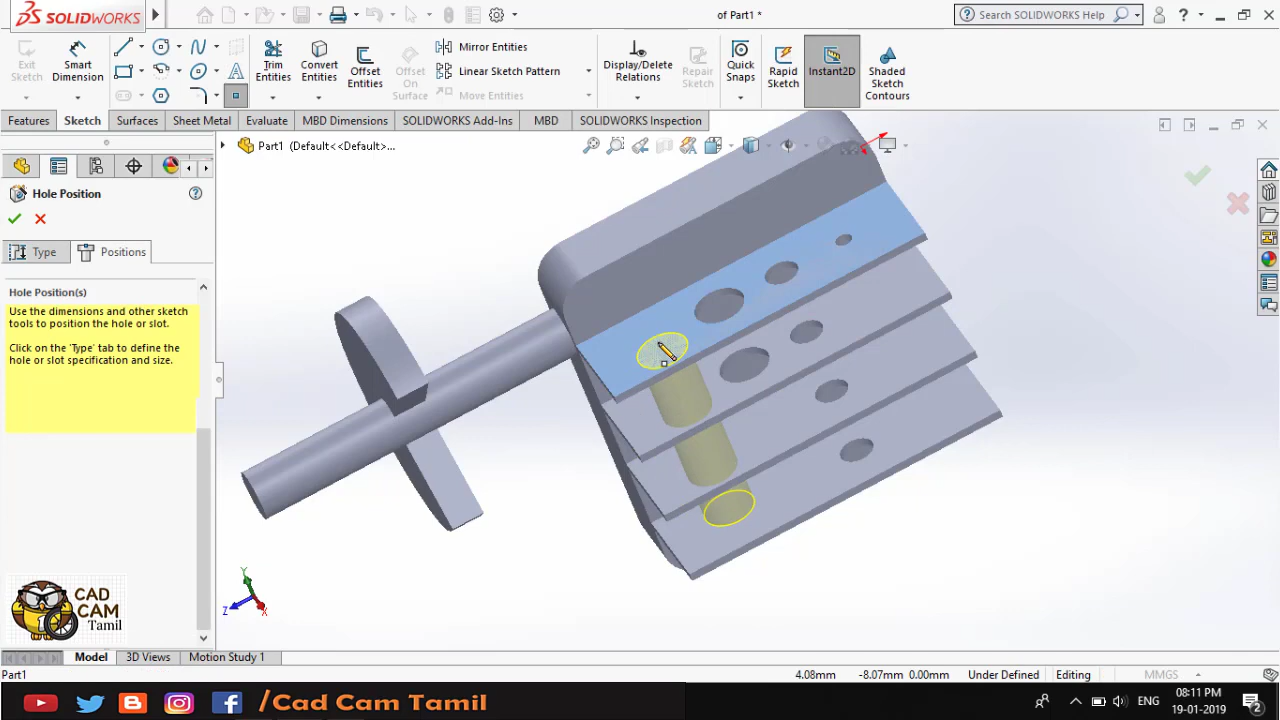 SOLIDWORKS
of Part1 *
Search SOLIDWORKS Help
Exit Sketch
Smart Dimension
Trim Entities
Convert Entities
Offset Entities
Offset On Surface
Mirror Entities
Linear Sketch Pattern
Move Entities
Display/Delete Relations
Repair Sketch
Quick Snaps
Rapid Sketch
Instant2D
Shaded Sketch Contours
Features
Sketch
Surfaces
Sheet Metal
Evaluate
MBD Dimensions
SOLIDWORKS Add-Ins
MBD
SOLIDWORKS Inspection
Part1 (Default<<Default>...
Hole Position
Type
Positions
Hole Position(s)
Use the dimensions and other sketch
tools to position the hole or slot.
Click on the 'Type' tab to define the
hole or slot specification and size.
CAD
CAM
Tamil
Y
Z
X
Model
3D Views
Motion Study 1
Part1
4.08mm
-8.07mm 0.00mm
Under Defined
Editing
MMGS
/Cad Cam Tamil
ENG
08:11 PM
19-01-2019
2